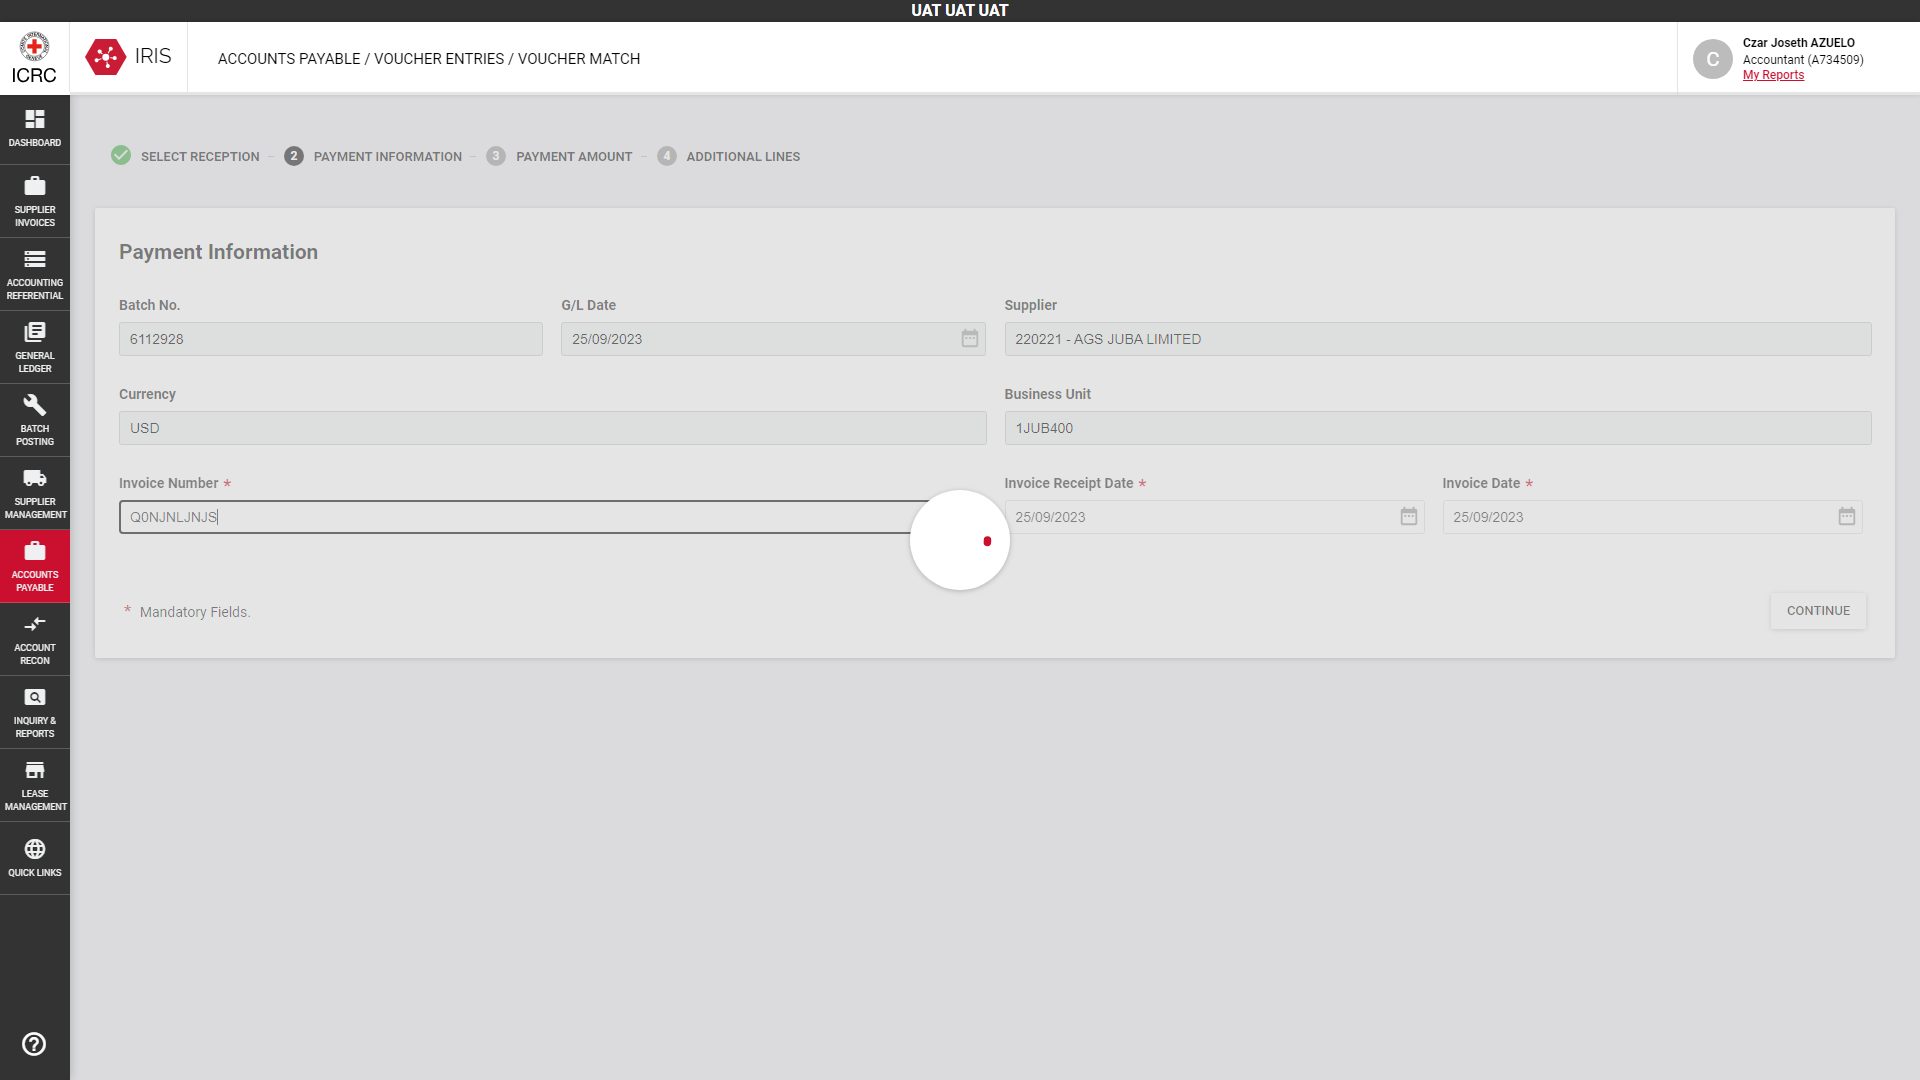 UAT UAT UAT
ICRC
IRIS
ACCOUNTS PAYABLE / VOUCHER ENTRIES / VOUCHER MATCH
C
Czar Joseth AZUELO
Accountant (A734509)
My Reports
DASHBOARD
SUPPLIER
INVOICES
ACCOUNTING
REFERENTIAL
GENERAL
LEDGER
BATCH
POSTING
SUPPLIER
MANAGEMENT
ACCOUNTS
PAYABLE
ACCOUNT
RECON
INQUIRY &
REPORTS
LEASE
MANAGEMENT
QUICK LINKS
SELECT RECEPTION
2 PAYMENT INFORMATION
3 PAYMENT AMOUNT
4 ADDITIONAL LINES
Payment Information
Batch No.
6112928
G/L Date
25/09/2023
Supplier
220221 - AGS JUBA LIMITED
Currency
USD
Business Unit
1JUB400
Invoice Number *
Q0NJNLJNJS
Invoice Receipt Date *
25/09/2023
Invoice Date *
25/09/2023
* Mandatory Fields.
CONTINUE